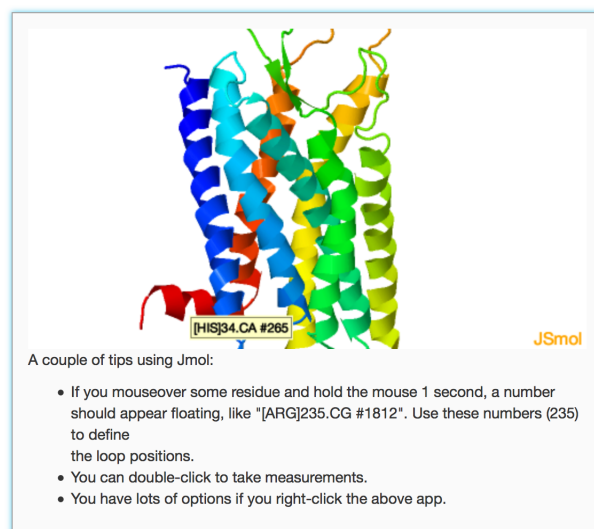 [HIS]34.CA #265
JSmol
A couple of tips using Jmol:
• If you mouseover some residue and hold the mouse 1 second, a number
should appear floating, like "[ARG]235.CG #1812". Use these numbers (235)
to define
the loop positions.
• You can double-click to take measurements.
• You have lots of options if you right-click the above app.